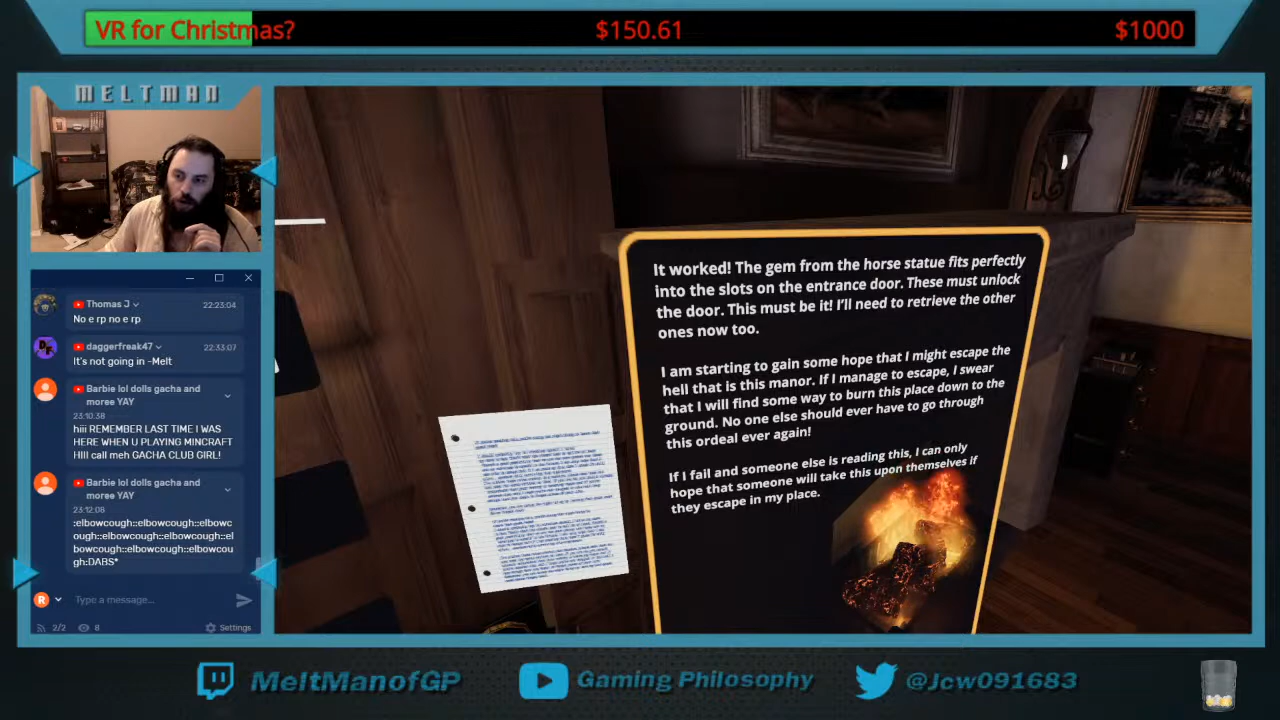 VR for Christmas?
$150.61
$1000
MELTMAN
Thomas J
22:23:04
No e rp no e rp
daggerfreak47
22:33:07
It's not going in -Melt
Barbie lol dolls gacha and
moree YAY
23:10:38
hiii REMEMBER LAST TIME I WAS
HERE WHEN U PLAYING MINCRAFT
HIII call meh GACHA CLUB GIRL!
Barbie lol dolls gacha and
moree YAY
23:12:08
:elbowcough::elbowcough::elbowc
ough::elbowcough::elbowcough::el
bowcough::elbowcough::elbowcou
gh:DABS*
R
Type a message...
2/2
8
Settings
It worked! The gem from the horse statue fits perfectly
into the slots on the entrance door. These must unlock
the door. This must be it! I'll need to retrieve the other
ones now too.
I am starting to gain some hope that I might escape the
hell that is this manor. If I manage to escape, I swear
that I will find some way to burn this place down to the
ground. No one else should ever have to go through
this ordeal ever again!
If I fail and someone else is reading this, I can only
hope that someone will take this upon themselves if
they escape in my place.
MeltManofGP
Gaming Philosophy
@Jcw091683